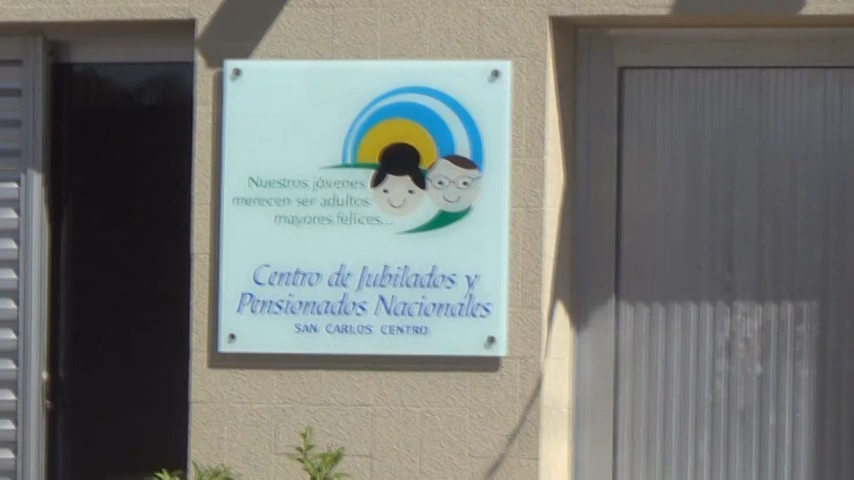 Nuestros jóvenes
merecen ser adultos
mayores felices...
Centro de Jubilados y
Pensionados Nacionales
SAN CARLOS CENTRO